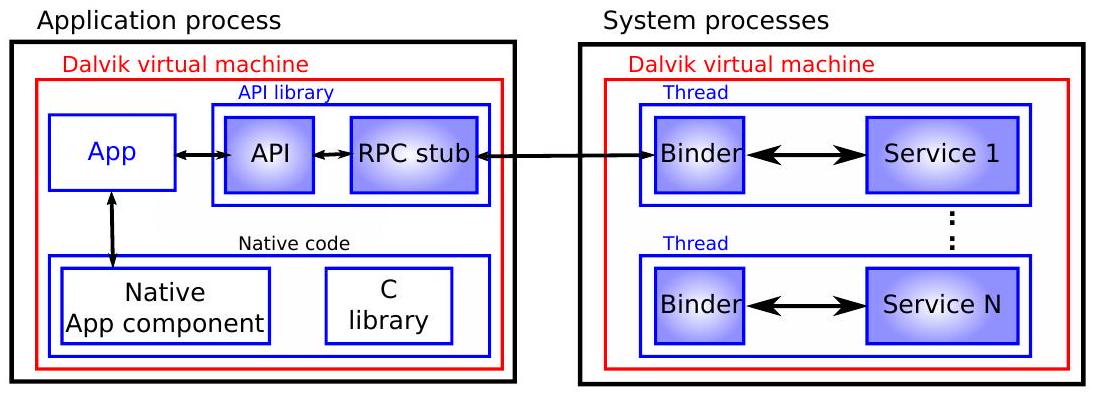 Application process
System processes
Dalvik virtual machine
Dalvik virtual machine
API library
Thread
App
API
RPC stub
Binder
Service 1
Native code
Thread
Native
App component
C
library
Binder
Service N